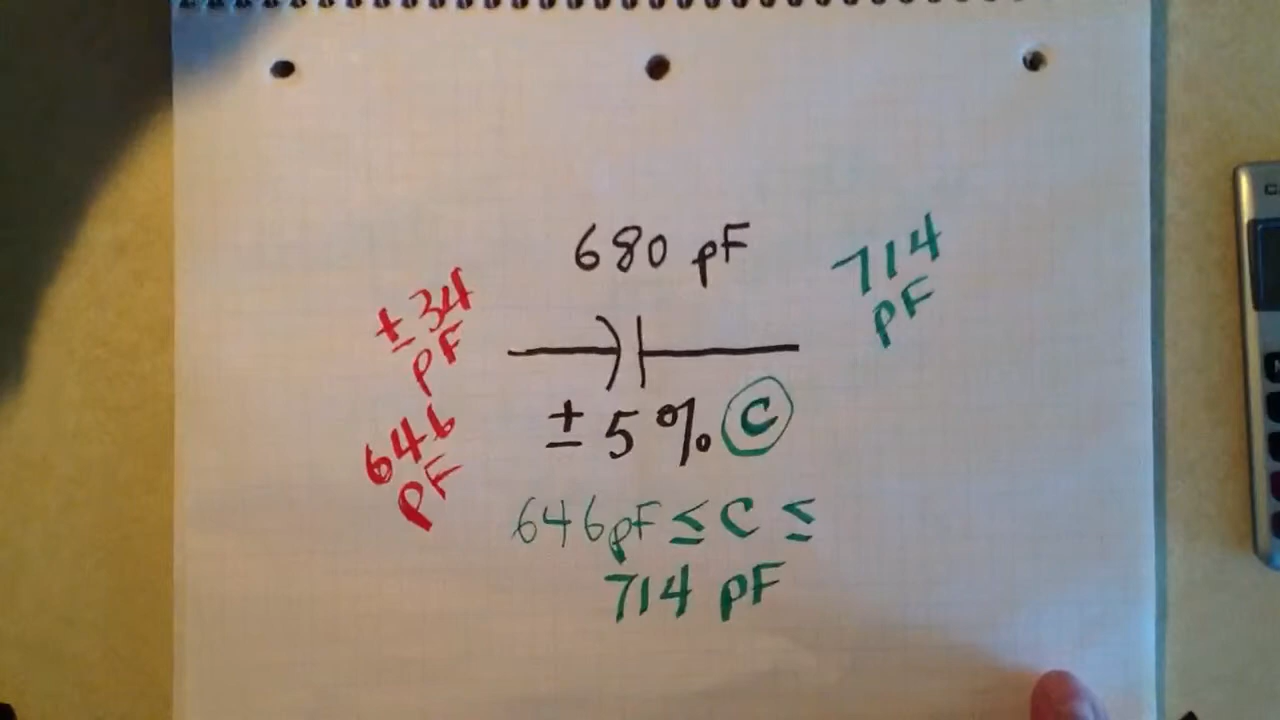 680 pF
714
pF
± 34
pF
± 5 % C
646
pF
646pF ≤ C ≤
714 pF